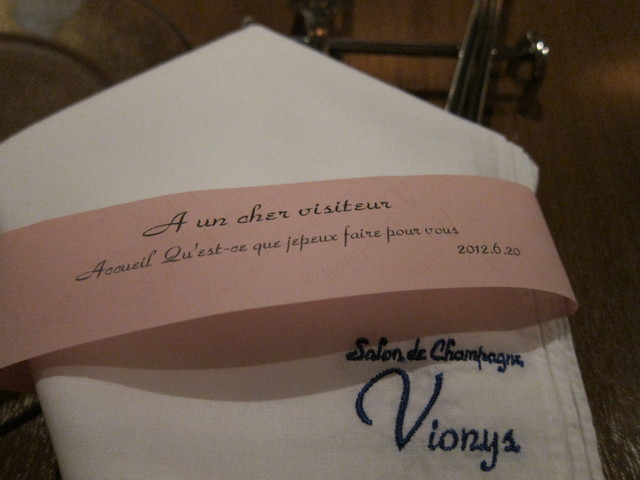 A un cher visiteur
Accueil Qu'est-ce que jepeux faire pour vous
2012.6.20
Salon de Champagne
Vionys